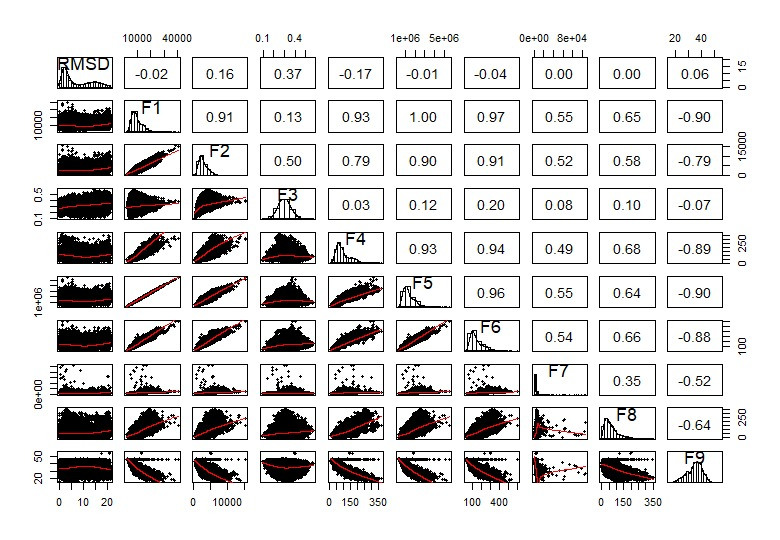 10000 40000 0.1 0.4 1e+06 5e+06 0e+00 8e+04 20 40
RMSD -0.02 0.16 0.37 -0.17 -0.01 -0.04 0.00 0.00 0.06 0 15
10000 F1 0.91 0.13 0.93 1.00 0.97 0.55 0.65 -0.90
F2 0.50 0.79 0.90 0.91 0.52 0.58 -0.79 0 15000
0.1 0.5 F3 0.03 0.12 0.20 0.08 0.10 -0.07
F4 0.93 0.94 0.49 0.68 -0.89 0 250
1e+06 F5 0.96 0.55 0.64 -0.90
F6 0.54 0.66 -0.88 100
0e+00 F7 0.35 -0.52
F8 -0.64 0 250
20 50 F9
0 10 20 0 10000 0 150 350 100 400 0 150 350